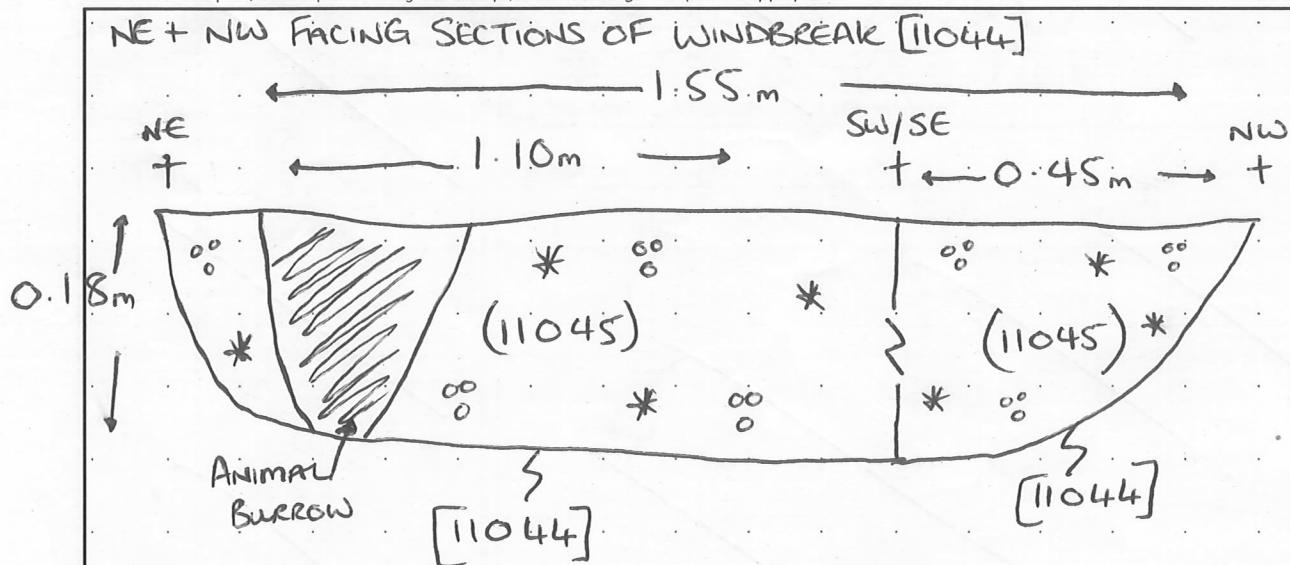 NE + NW FACING SECTIONS OF WINDBREAK [11044]
1.55m
NE
SW/SE
NW
1.10m
0.45m
0.18m
(11045)
(11045)
ANIMAL
BURROW
[11044]
[11044]